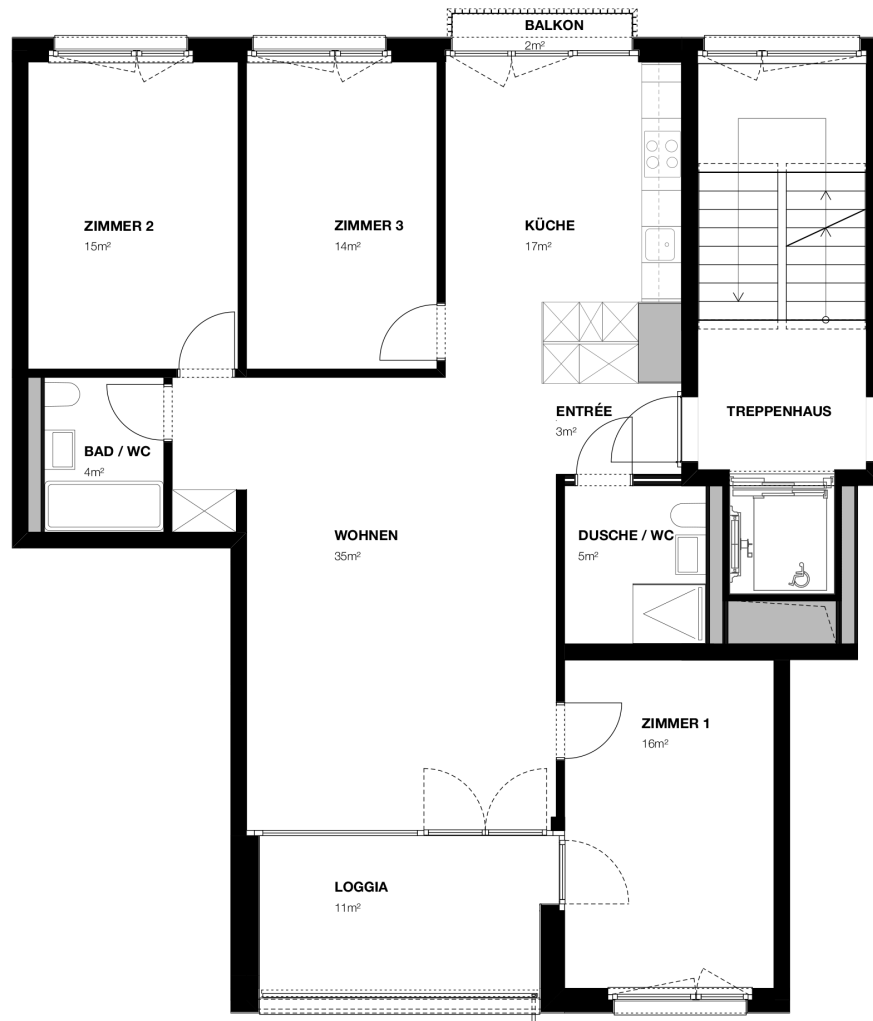 BALKON
2m²
ZIMMER 2
15m²
ZIMMER 3
14m²
KÜCHE
17m²
ENTRÉE
3m²
TREPPENHAUS
BAD / WC
4m²
WOHNEN
35m²
DUSCHE / WC
5m²
ZIMMER 1
16m²
LOGGIA
11m²